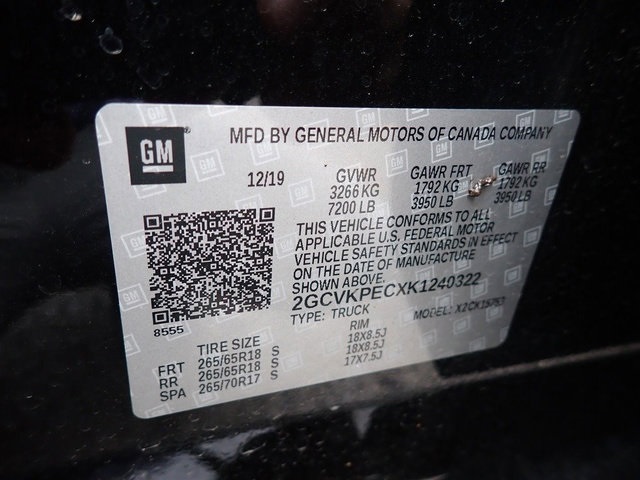 GM
MFD BY GENERAL MOTORS OF CANADA COMPANY
12/19 GVWR GAWR FRT GAWR RR
3266 KG 1792 KG 1792 KG
7200 LB 3950 LB 3950 LB
THIS VEHICLE CONFORMS TO ALL
APPLICABLE U.S. FEDERAL MOTOR
VEHICLE SAFETY STANDARDS IN EFFECT
ON THE DATE OF MANUFACTURE
SHOWN ABOVE.
2GCVKPECXK1240322
TYPE: TRUCK MODEL:
8555
TIRE SIZE RIM
FRT 265/65R18 S 18X8.5J
RR 265/65R18 S 18X8.5J
SPA 265/70R17 S 17X7.5J